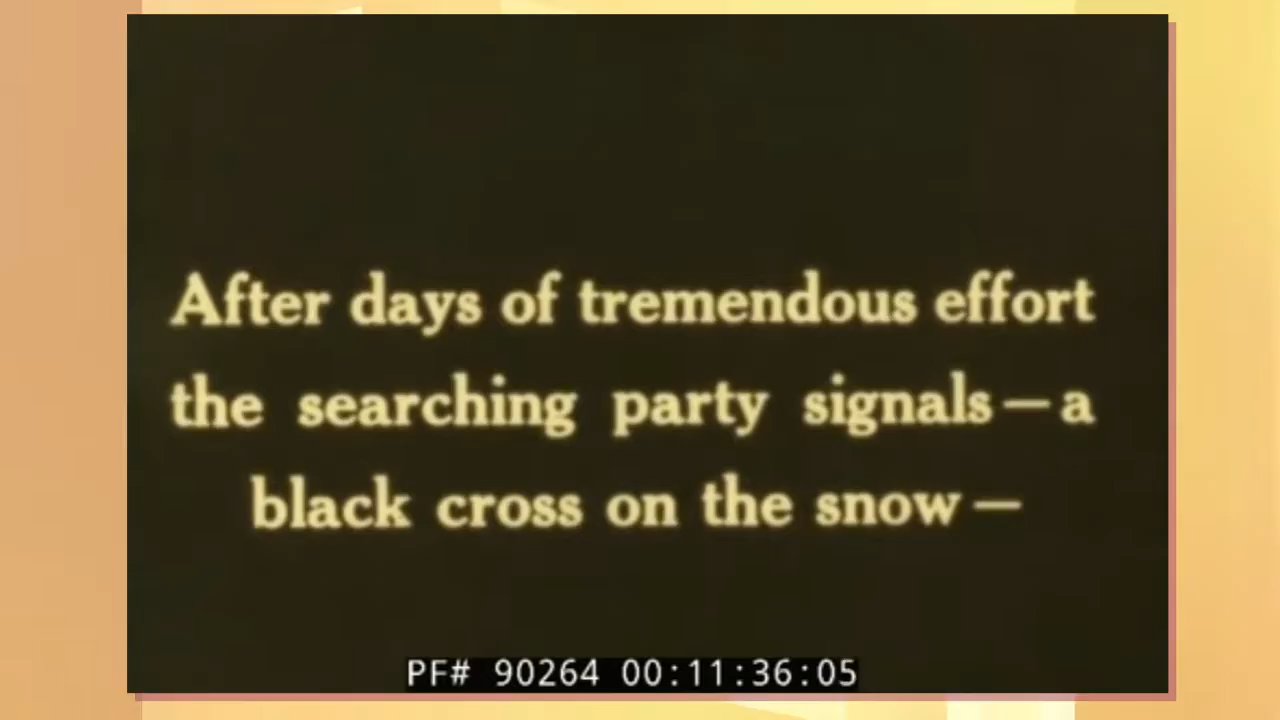 After days of tremendous effort
the searching party signals — a
black cross on the snow —
PF# 90264 00:11:36:05